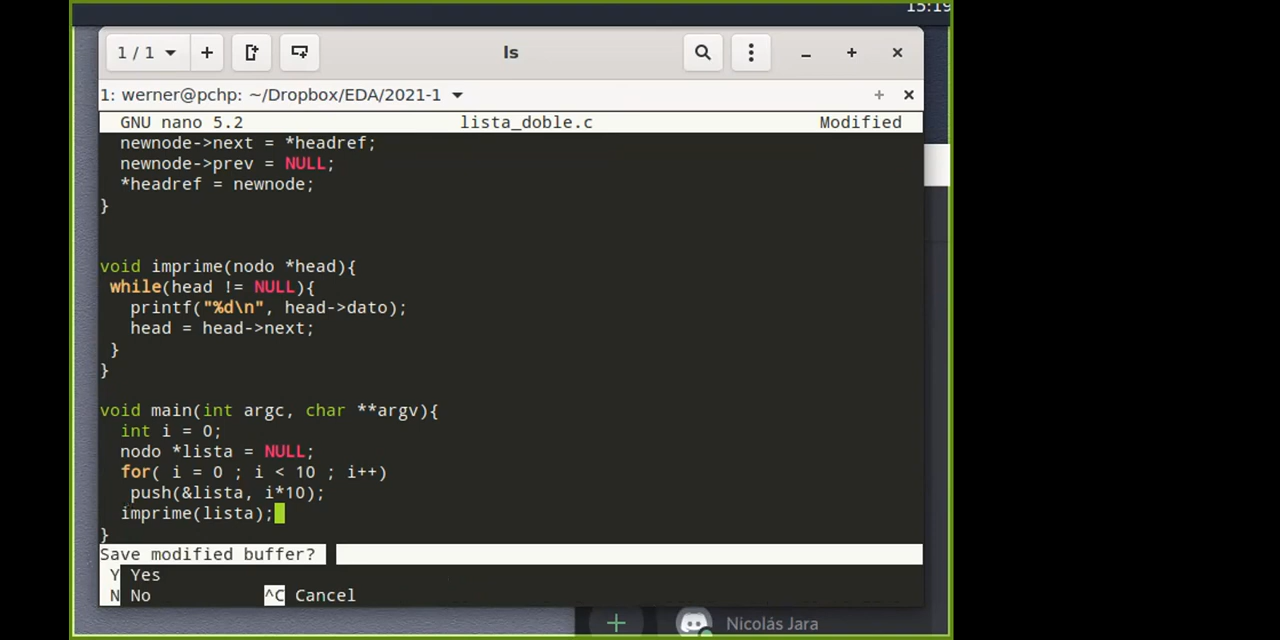 15:19
1 / 1
ls
1: werner@pchp: ~/Dropbox/EDA/2021-1
GNU nano 5.2 lista_doble.c Modified
newnode->next = *headref;
newnode->prev = NULL;
*headref = newnode;
}
void imprime(nodo *head){
while(head != NULL){
printf("%d\n", head->dato);
head = head->next;
}
}
void main(int argc, char **argv){
int i = 0;
nodo *lista = NULL;
for( i = 0 ; i < 10 ; i++)
push(&lista, i*10);
imprime(lista);
}
Save modified buffer?
Y Yes
N No ^C Cancel
Nicolás Jara